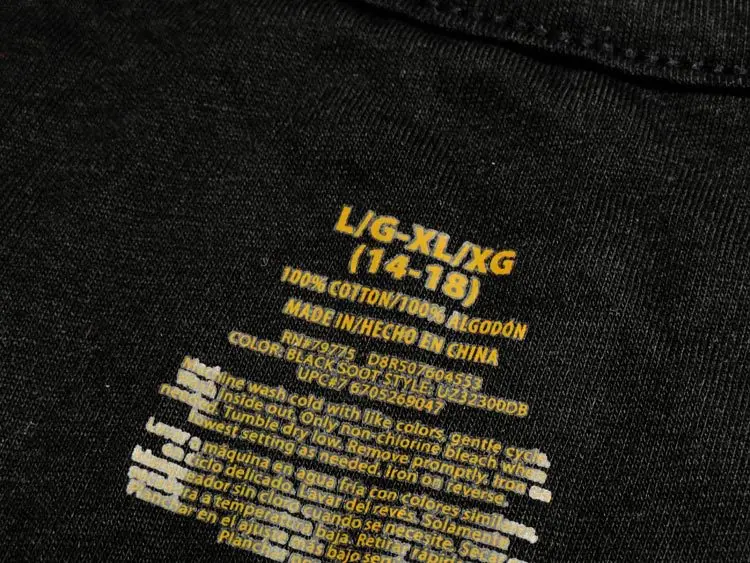 L/G-XL/XG
(14-18)
100% COTTON/100% ALGODÓN
MADE IN/HECHO EN CHINA
RN#79775 D8R507604553
COLOR: BLACK SOOT STYLE: UZ32300DB
UPC#7 6705269047
Machine wash cold with like colors, gentle cycle
inside out. Only non-chlorine bleach when
needed. Tumble dry low. Remove promptly. Iron on
lowest setting as needed. Iron on reverse.
a máquina en agua fría con colores similares,
ciclo delicado. Lavar del revés. Solamente
sin cloro cuando se necesite. Secar
a temperatura baja. Retirar
Planchar en el ajuste más bajo
Planchar